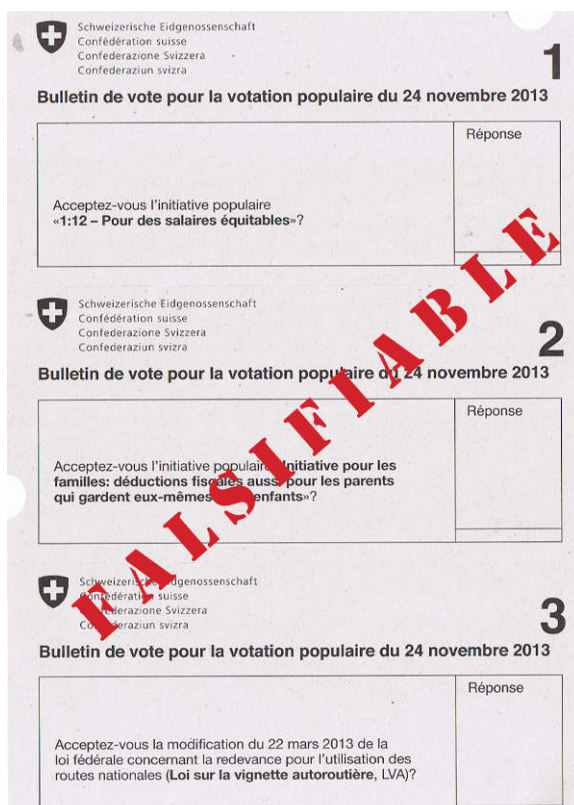 Schweizerische Eidgenossenschaft
Confédération suisse
Confederazione Svizzera
Confederaziun svizra
1
Bulletin de vote pour la votation populaire du 24 novembre 2013
Réponse
Acceptez-vous l'initiative populaire
«1:12 – Pour des salaires équitables»?
Schweizerische Eidgenossenschaft
Confédération suisse
Confederazione Svizzera
Confederaziun svizra
2
Bulletin de vote pour la votation populaire du 24 novembre 2013
Réponse
Acceptez-vous l'initiative populaire Initiative pour les
familles: déductions fiscales aussi pour les parents
qui gardent eux-mêmes enfants»?
FALSIFIABLE
Schweizerische Eidgenossenschaft
Confédération suisse
Confederazione Svizzera
Confederaziun svizra
3
Bulletin de vote pour la votation populaire du 24 novembre 2013
Réponse
Acceptez-vous la modification du 22 mars 2013 de la
loi fédérale concernant la redevance pour l'utilisation des
routes nationales (Loi sur la vignette autoroutière, LVA)?